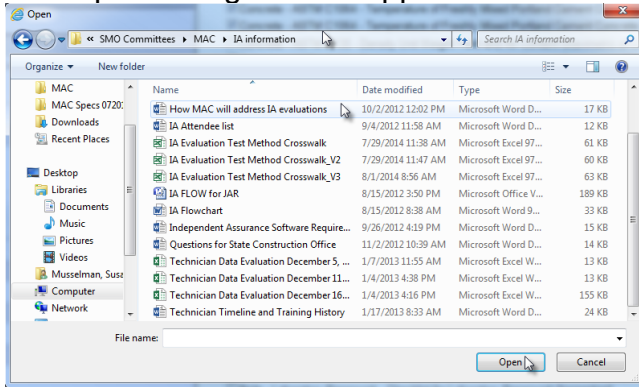 Open
« SMO Committees ▸ MAC ▸ IA information
Search IA information
Organize ▼ New folder
MAC
MAC Specs 0720:
Downloads
Recent Places
Desktop
Libraries
Documents
Music
Pictures
Videos
Musselman, Susa
Computer
Network
Name Date modified Type Size
How MAC will address IA evaluations 10/2/2012 12:02 PM Microsoft Word D... 17 KB
IA Attendee list 9/4/2012 11:58 AM Microsoft Word D... 12 KB
IA Evaluation Test Method Crosswalk 7/29/2014 11:38 AM Microsoft Excel 97... 61 KB
IA Evaluation Test Method Crosswalk_V2 7/29/2014 11:47 AM Microsoft Excel 97... 60 KB
IA Evaluation Test Method Crosswalk_V3 8/1/2014 8:56 AM Microsoft Excel 97... 63 KB
IA FLOW for JAR 8/15/2012 3:50 PM Microsoft Office V... 189 KB
IA Flowchart 8/15/2012 8:38 AM Microsoft Word 9... 33 KB
Independent Assurance Software Require... 9/26/2012 4:19 PM Microsoft Word D... 15 KB
Questions for State Construction Office 11/2/2012 10:39 AM Microsoft Word D... 14 KB
Technician Data Evaluation December 5, ... 1/7/2013 11:55 AM Microsoft Excel W... 13 KB
Technician Data Evaluation December 11... 1/4/2013 4:38 PM Microsoft Excel W... 13 KB
Technician Data Evaluation December 16... 1/4/2013 4:16 PM Microsoft Excel W... 155 KB
Technician Timeline and Training History 1/17/2013 8:33 AM Microsoft Word D... 24 KB
File name:
Open Cancel